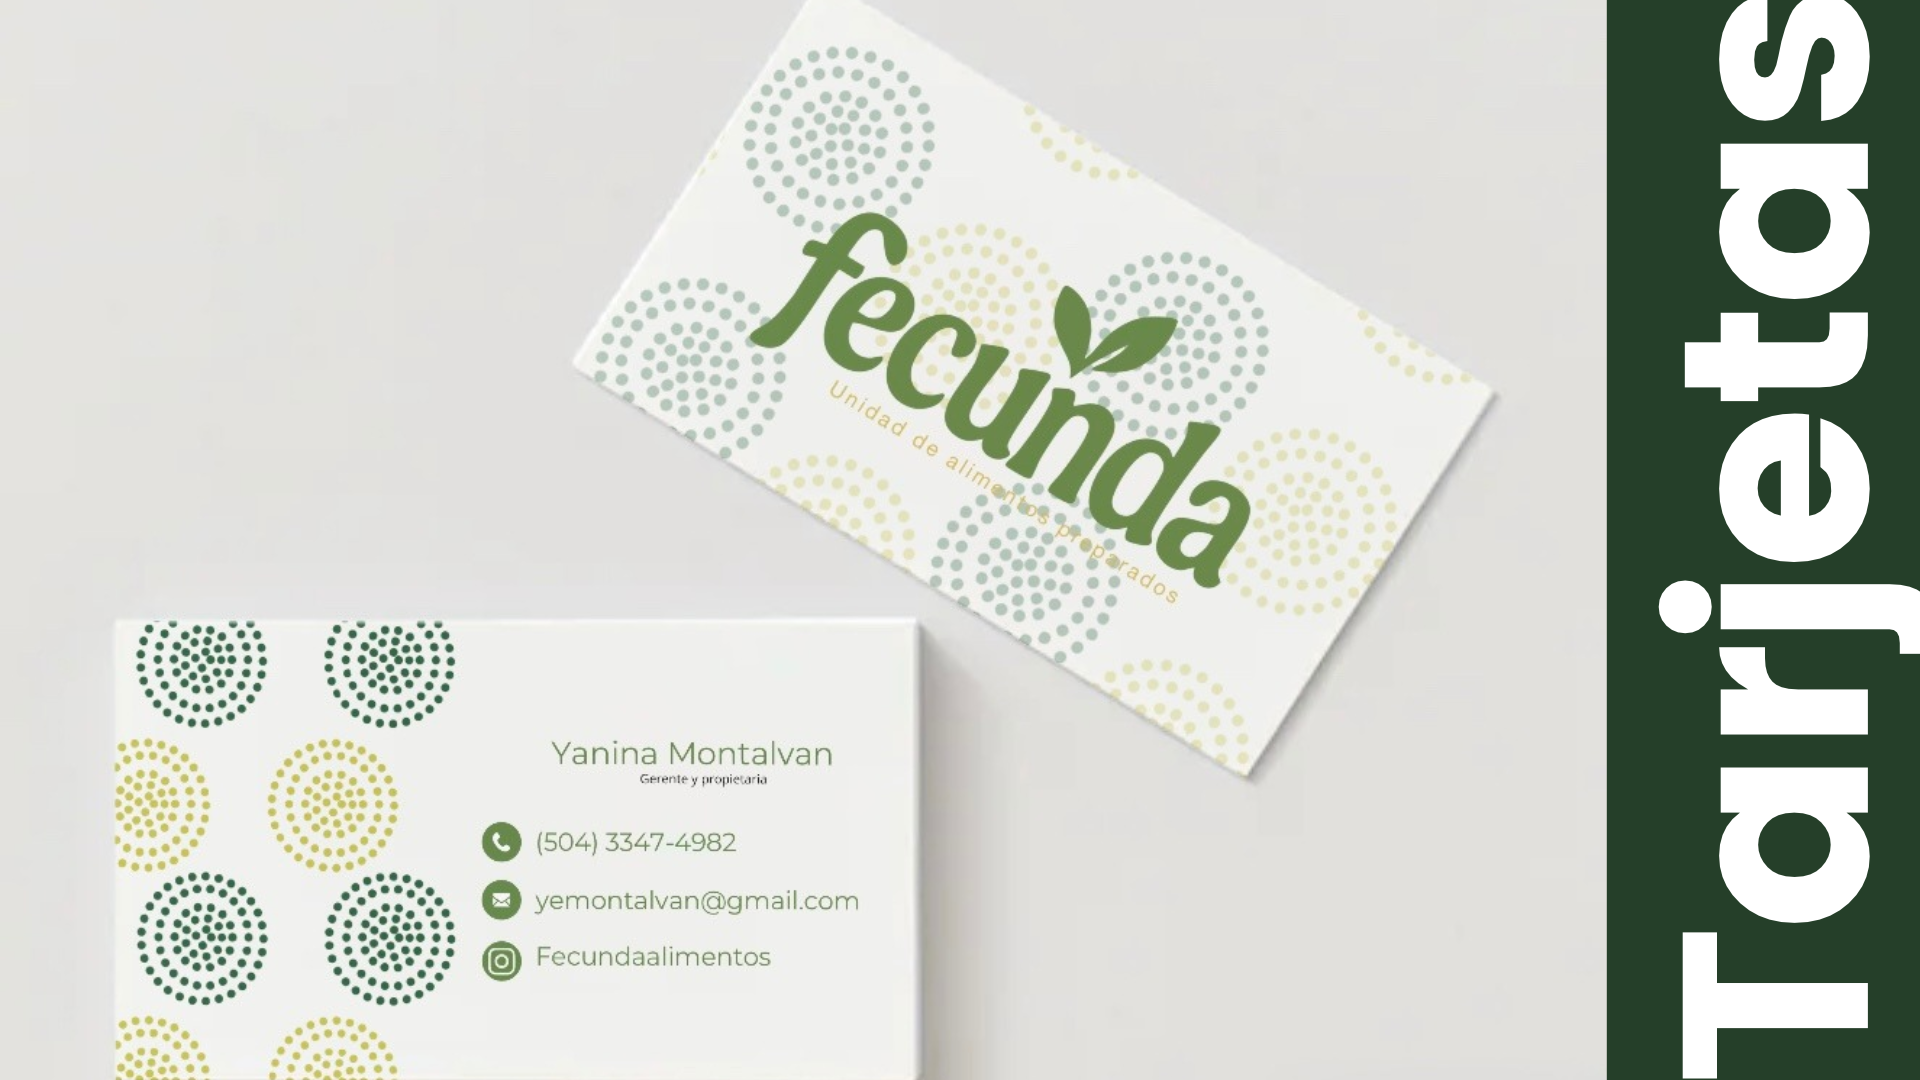 fecunda
Unidad de alimentos preparados
Yanina Montalvan
Gerente y propietaria
(504) 3347-4982
yemontalvan@gmail.com
Fecundaalimentos
Tarjetas